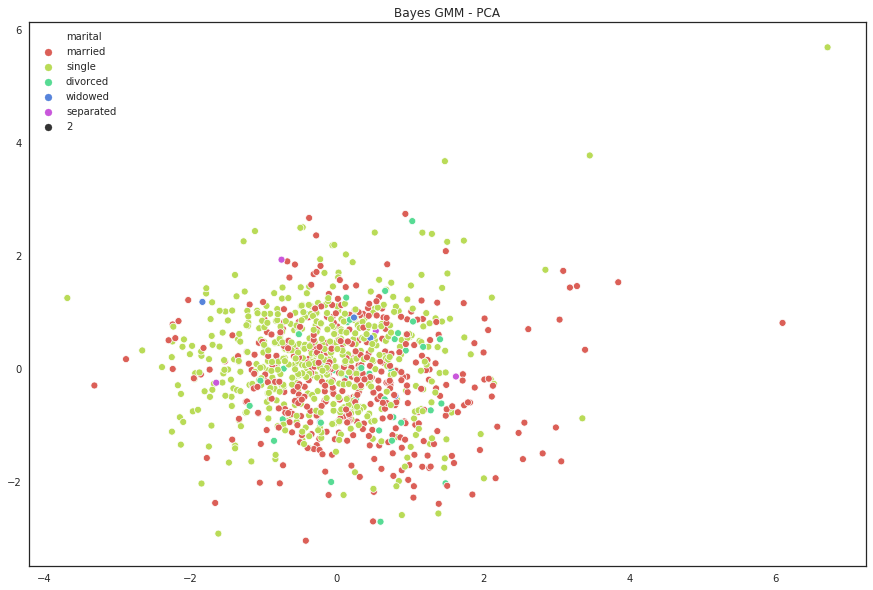 Bayes GMM - PCA
6
4
2
0
−2
marital
married
single
divorced
widowed
separated
2
−4
−2
0
2
4
6